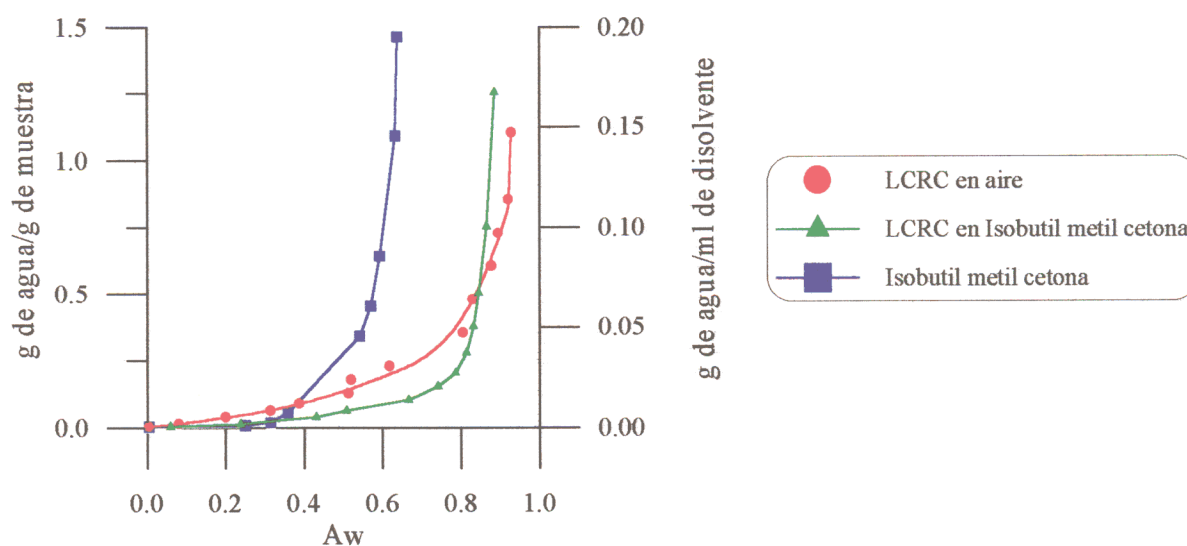 g de agua/g de muestra
1.5
1.0
0.5
0.0
0.0
0.2
0.4
0.6
0.8
1.0
Aw
0.20
0.15
0.10
0.05
0.00
g de agua/ml de disolvente
LCRC en aire
LCRC en Isobutil metil cetona
Isobutil metil cetona